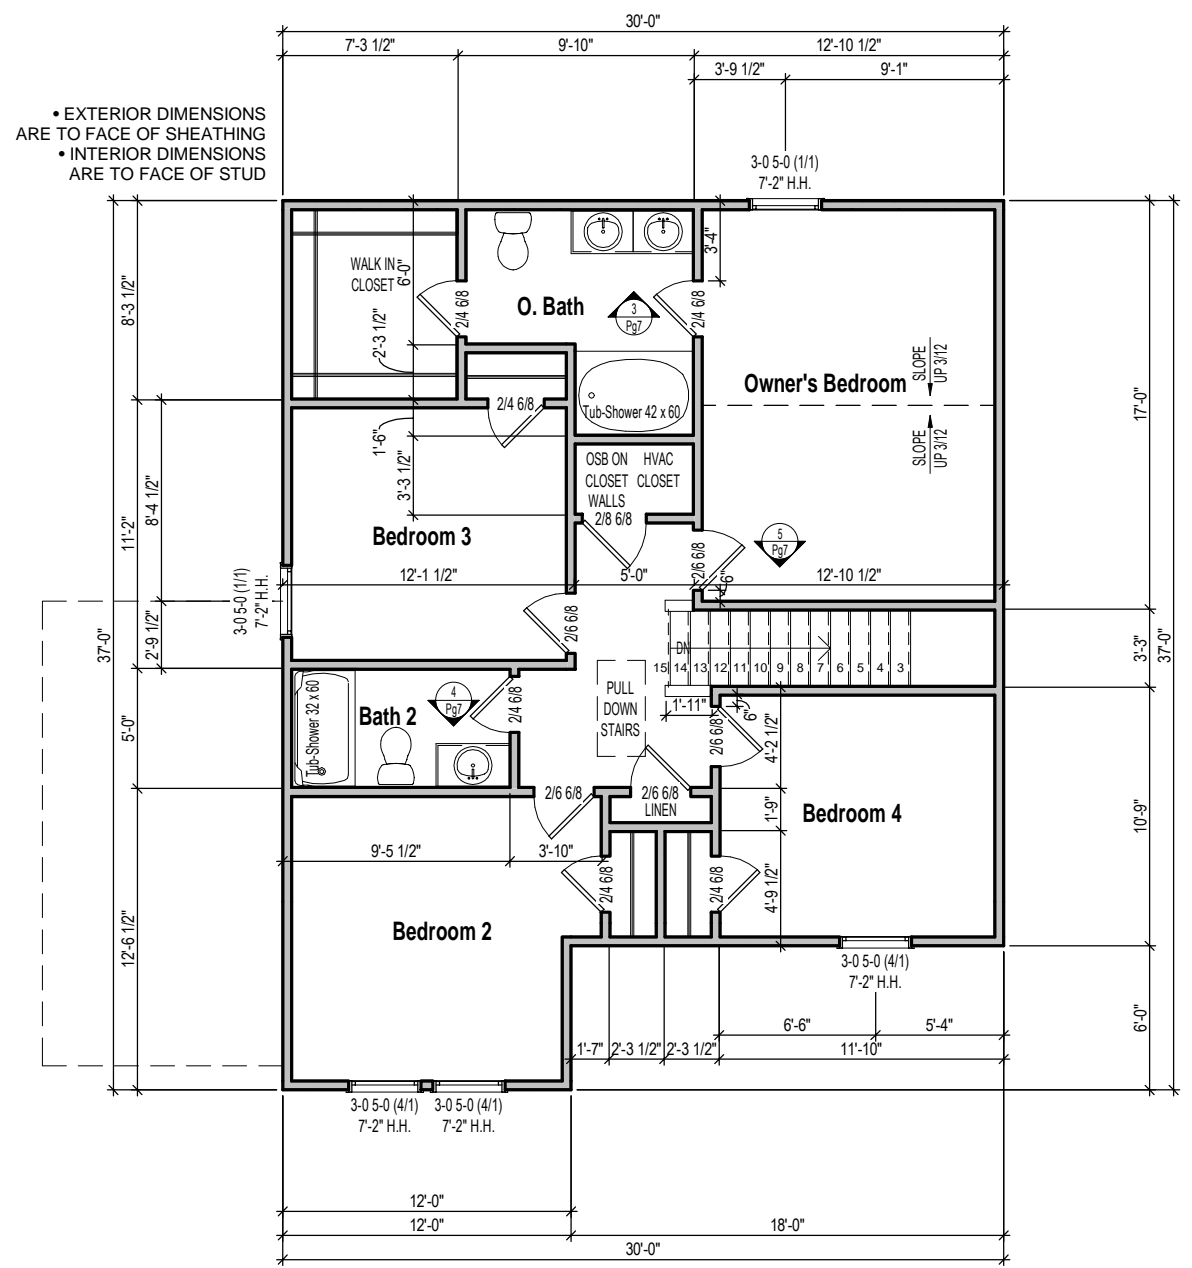 30'-0"
7'-3 1/2" 9'-10" 12'-10 1/2"
3'-9 1/2" 9'-1"
• EXTERIOR DIMENSIONS
ARE TO FACE OF SHEATHING
• INTERIOR DIMENSIONS
ARE TO FACE OF STUD
3-0 5-0 (1/1)
7'-2" H.H.
8'-3 1/2"
WALK IN
CLOSET
6'-0"
2'-3 1/2"
2/4 6/8
O. Bath
3
Pg7
2/4 6/8
3'-4"
Owner's Bedroom
SLOPE
UP 3/12
SLOPE
UP 3/12
17'-0"
2/4 6/8
Tub-Shower 42 x 60
1'-6"
3'-3 1/2"
OSB ON
CLOSET
WALLS
HVAC
CLOSET
2/8 6/8
8'-4 1/2"
11'-2"
Bedroom 3
5
Pg7
2/6 6/8
12'-1 1/2" 5'-0" 12'-10 1/2"
6"
3-0 5-0 (1/1)
7'-2" H.H.
2/6 6/8
2'-9 1/2"
37'-0"
3'-3"
37'-0"
DN
15 14 13 12 11 10 9 8 7 6 5 4 3
PULL
DOWN
STAIRS
1'-11"
6"
Tub-Shower 32 x 60
Bath 2
4
Pg7
2/4 6/8
5'-0"
2/6 6/8
4'-2 1/2"
2/6 6/8
2/6 6/8
LINEN
1'-9"
Bedroom 4
10'-9"
9'-5 1/2" 3'-10"
2/4 6/8
2/4 6/8
4'-9 1/2"
Bedroom 2
12'-6 1/2"
3-0 5-0 (4/1)
7'-2" H.H.
6'-0"
6'-6" 5'-4"
1'-7" 2'-3 1/2" 2'-3 1/2" 11'-10"
3-0 5-0 (4/1) 3-0 5-0 (4/1)
7'-2" H.H. 7'-2" H.H.
12'-0"
12'-0" 18'-0"
30'-0"